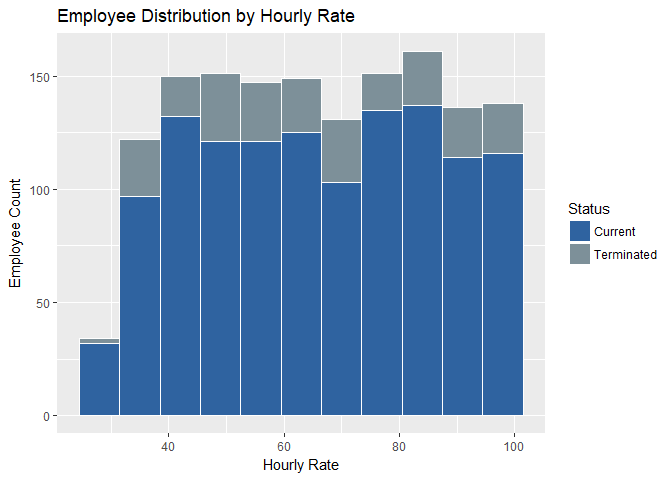 Employee Distribution by Hourly Rate
150
100
50
0
Employee Count
40 60 80 100
Hourly Rate
Status
Current
Terminated